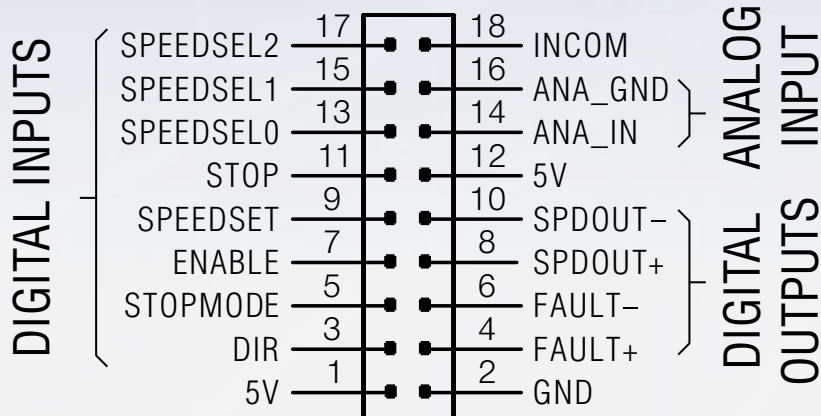 DIGITAL INPUTS
SPEEDSEL2 17 18 INCOM
SPEEDSEL1 15 16 ANA_GND
SPEEDSEL0 13 14 ANA_IN
STOP 11 12 5V
SPEEDSET 9 10 SPDOUT–
ENABLE 7 8 SPDOUT+
STOPMODE 5 6 FAULT–
DIR 3 4 FAULT+
5V 1 2 GND
ANALOG
INPUT
DIGITAL
OUTPUTS